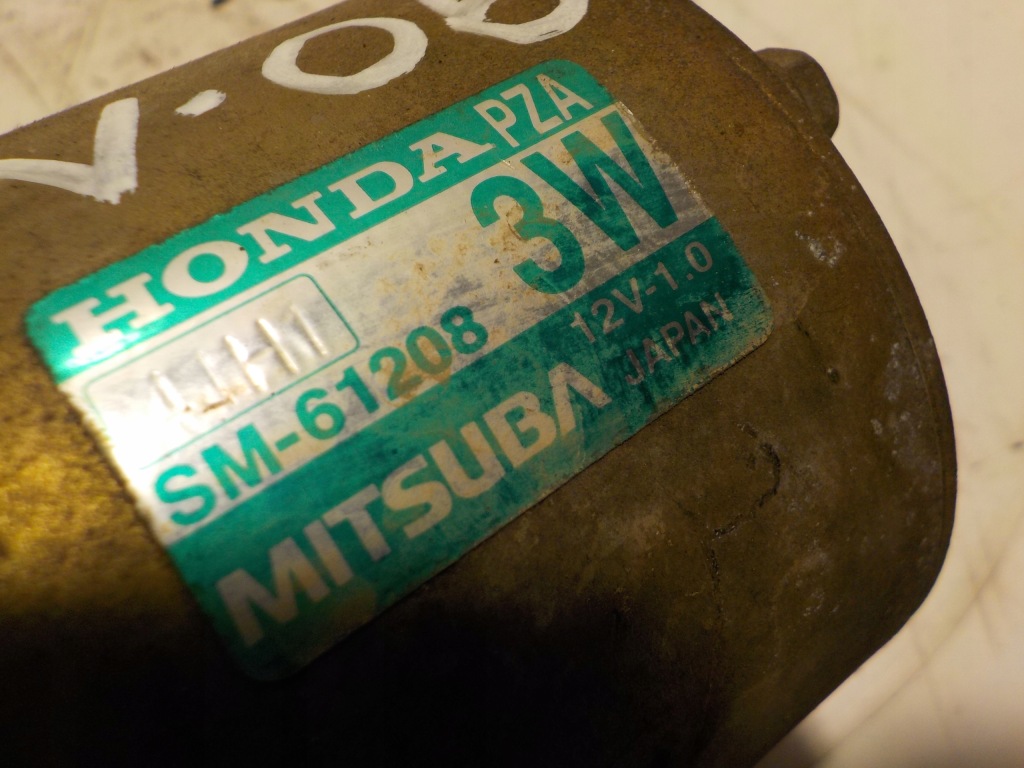 HONDA PZA
3W
SM-61208
12V-1.0
MITSUBA JAPAN